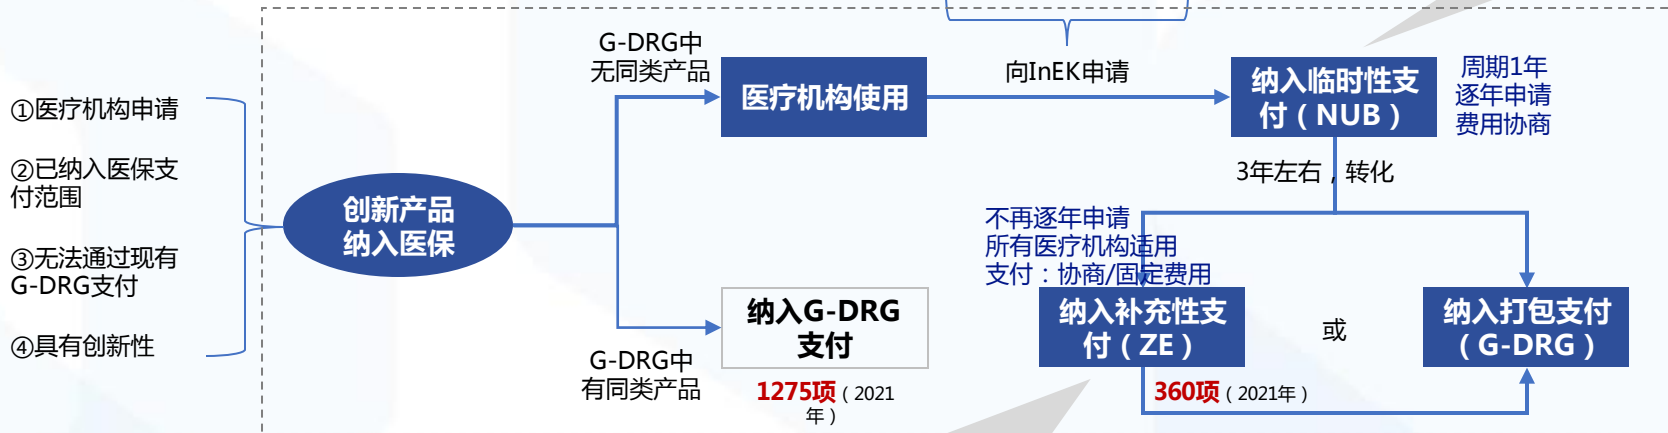 ①医疗机构申请
②已纳入医保支
付范围
③无法通过现有
G-DRG支付
④具有创新性
创新产品
纳入医保
G-DRG中
无同类产品
医疗机构使用
向InEK申请
纳入临时性支
付（NUB）
周期1年
逐年申请
费用协商
3年左右，转化
不再逐年申请
所有医疗机构适用
支付：协商/固定费用
纳入G-DRG
支付
G-DRG中
有同类产品
1275项（2021
年）
纳入补充性支
付（ZE）
360项（2021年）
或
纳入打包支付
（G-DRG）